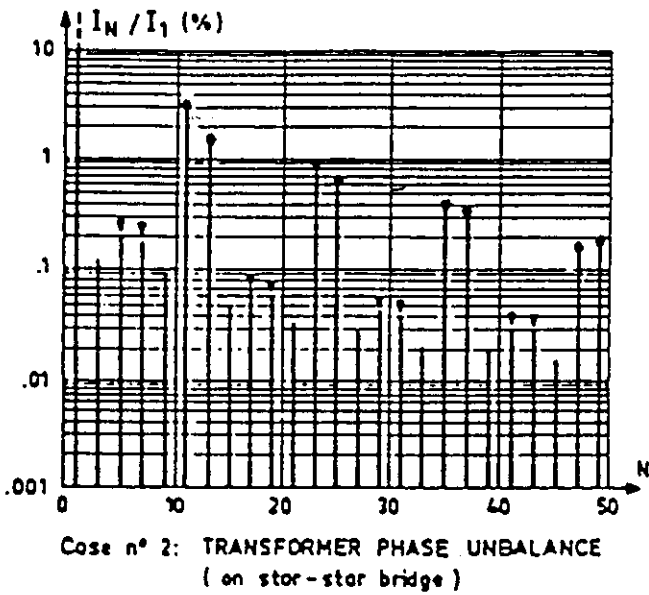 I_N / I_1 (%)
10
1
.1
.01
.001
0
10
20
30
40
50
N
Case n° 2: TRANSFORMER PHASE UNBALANCE
( on star-star bridge )